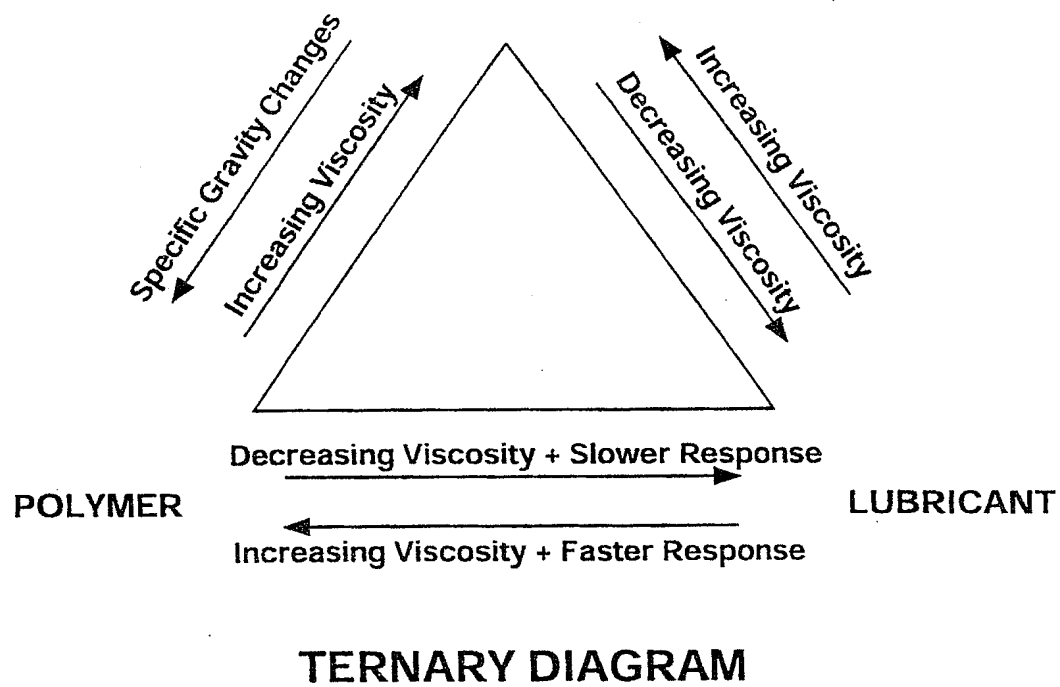 Specific Gravity Changes
Increasing Viscosity
Decreasing Viscosity
Increasing Viscosity
Decreasing Viscosity + Slower Response
POLYMER
LUBRICANT
Increasing Viscosity + Faster Response
TERNARY DIAGRAM